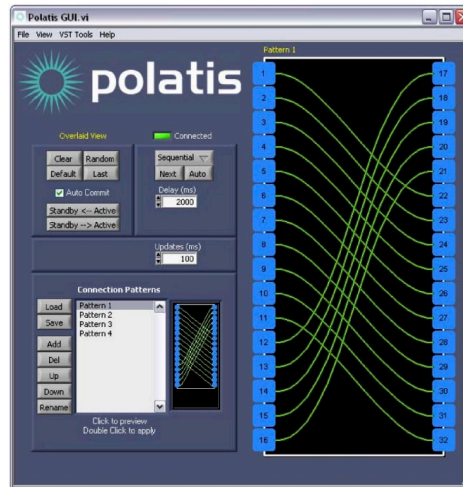 Polatis GUI.vi
File View VST Tools Help
polatis
Overlaid View
Connected
Clear Random
Default Last
Auto Commit
Standby <-- Active
Standby --> Active
Sequential
Next Auto
Delay (ms)
2000
Updates (ms)
100
Connection Patterns
Load
Save
Add
Del
Up
Down
Rename
Pattern 1
Pattern 2
Pattern 3
Pattern 4
Click to preview
Double Click to apply
Pattern 1
1 17
2 18
3 19
4 20
5 21
6 22
7 23
8 24
9 25
10 26
11 27
12 28
13 29
14 30
15 31
16 32